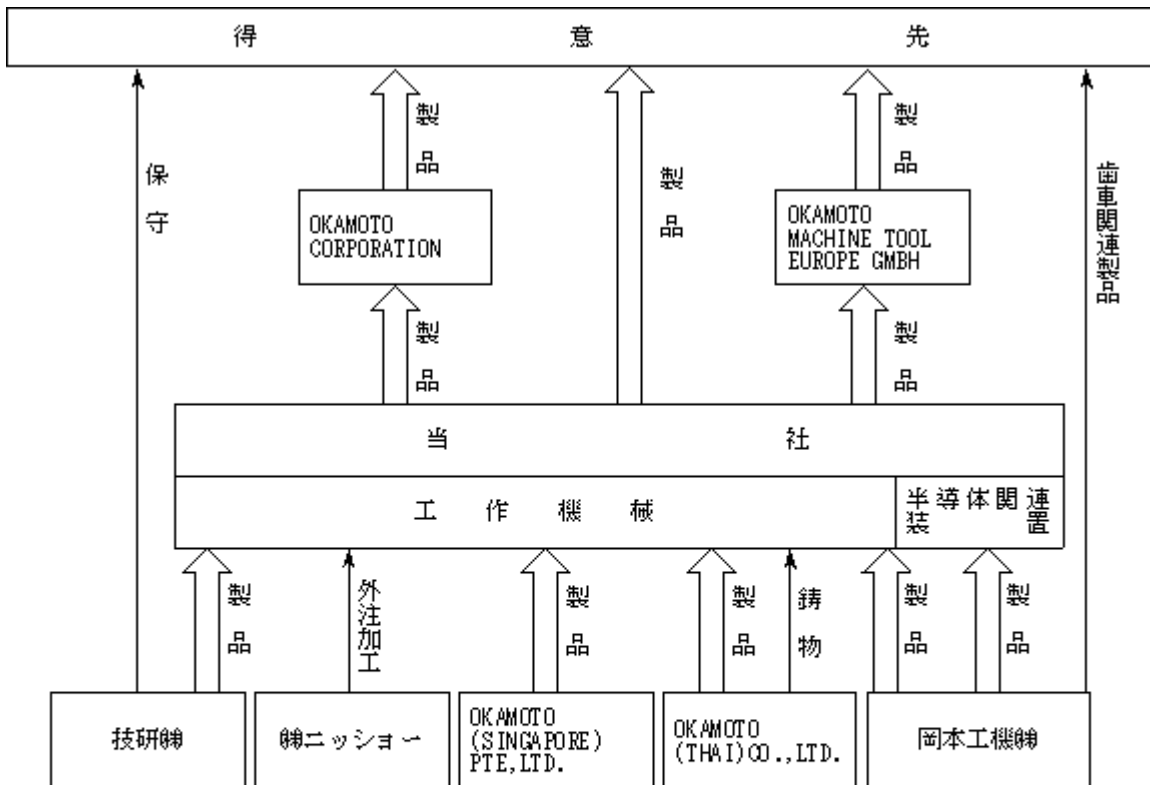 得意先
保守
製品
製品
製品
歯車関連製品
OKAMOTO
CORPORATION
OKAMOTO
MACHINE TOOL
EUROPE GMBH
製品
製品
当社
工作機械
半導体関連
装置
製品
外注加工
製品
製品
鋳物
製品
製品
技研㈱
㈱ニッショー
OKAMOTO
(SINGAPORE)
PTE,LTD.
OKAMOTO
(THAI)CO.,LTD.
岡本工機㈱